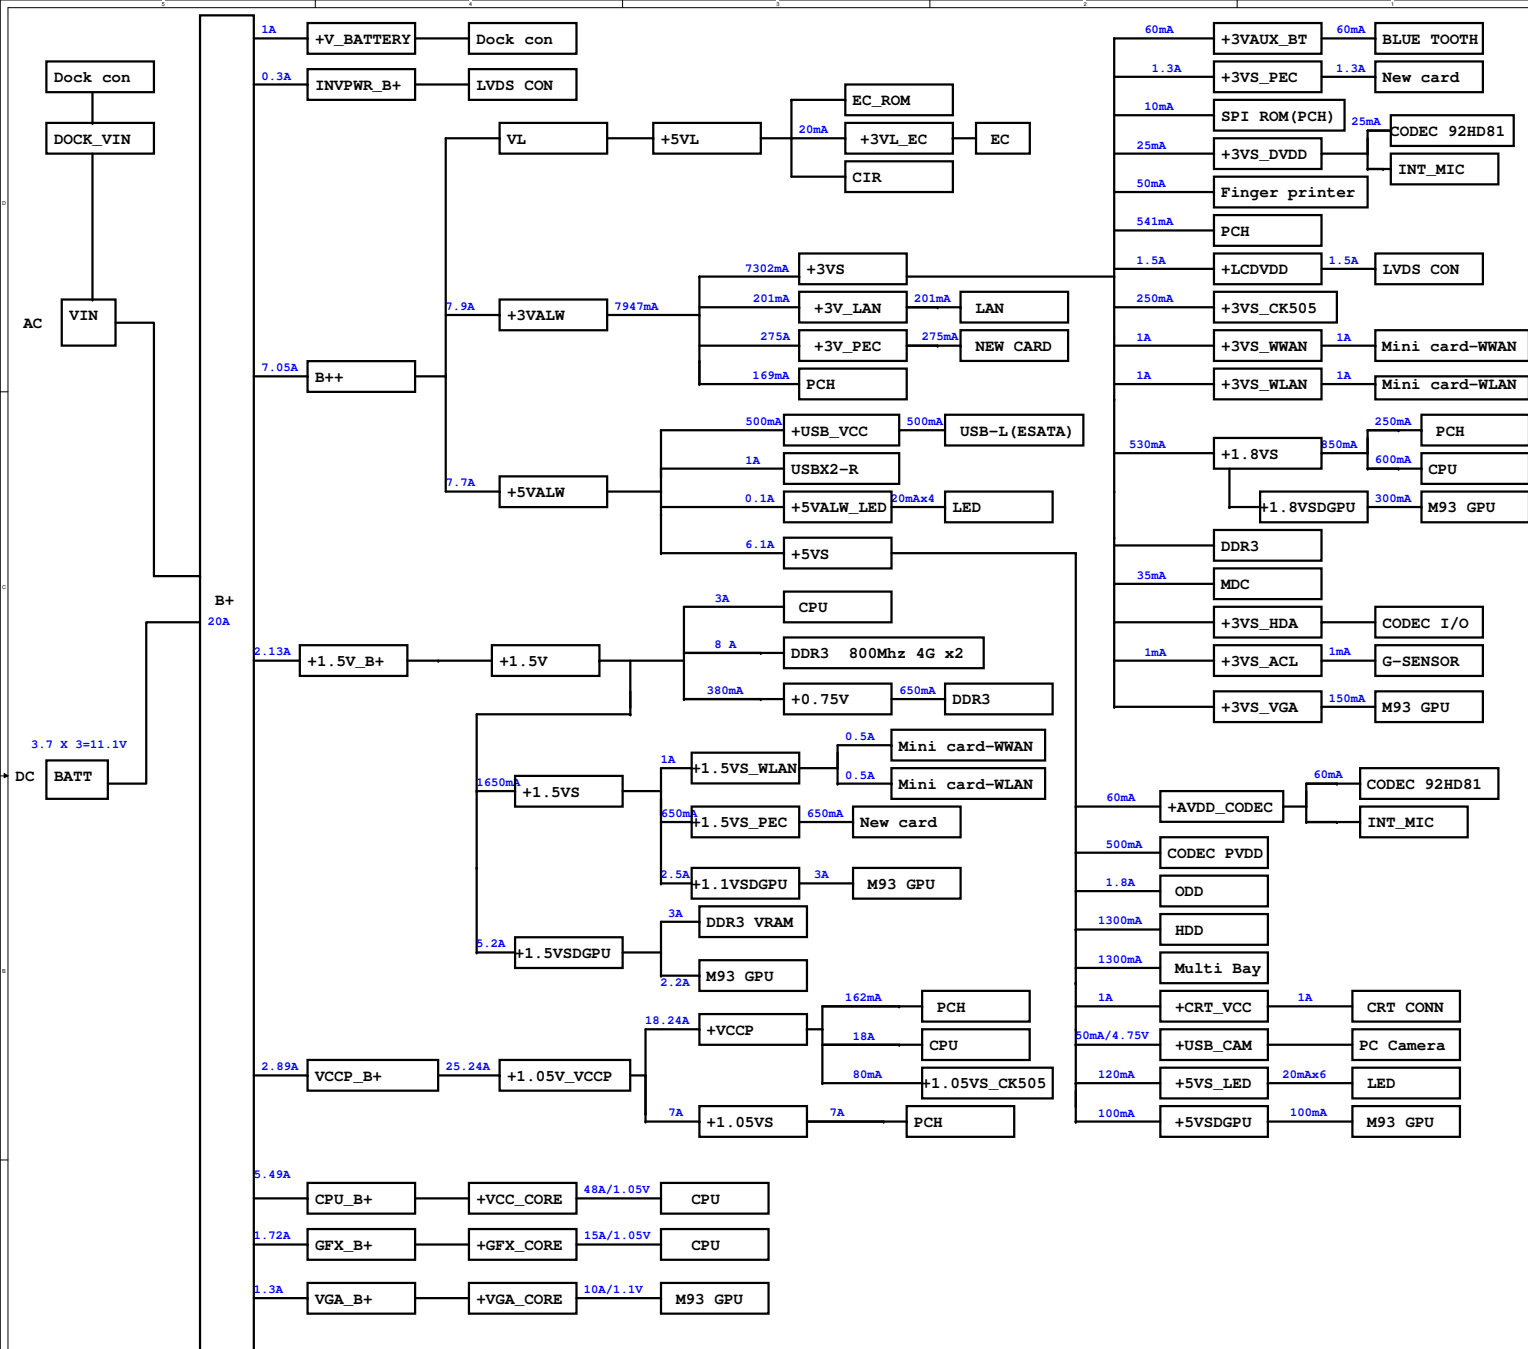 5 4 3 2 1
D
C
B
Dock con
DOCK_VIN
AC
VIN
3.7 X 3=11.1V
DC
BATT
B+
20A
1A +V_BATTERY Dock con
0.3A INVPWR_B+ LVDS CON
7.05A B++
VL +5VL
EC_ROM
20mA +3VL_EC EC
CIR
7.9A +3VALW 7947mA
7302mA +3VS
201mA +3V_LAN 201mA LAN
275A +3V_PEC 275mA NEW CARD
169mA PCH
7.7A +5VALW
500mA +USB_VCC 500mA USB-L(ESATA)
1A USBX2-R
0.1A +5VALW_LED 20mAx4 LED
6.1A +5VS
60mA +3VAUX_BT 60mA BLUE TOOTH
1.3A +3VS_PEC 1.3A New card
10mA SPI ROM(PCH)
25mA +3VS_DVDD 25mA CODEC 92HD81
INT_MIC
50mA Finger printer
541mA PCH
1.5A +LCDVDD 1.5A LVDS CON
250mA +3VS_CK505
1A +3VS_WWAN 1A Mini card-WWAN
1A +3VS_WLAN 1A Mini card-WLAN
530mA +1.8VS 850mA 250mA PCH
600mA CPU
+1.8VSDGPU 300mA M93 GPU
DDR3
35mA MDC
+3VS_HDA CODEC I/O
1mA +3VS_ACL 1mA G-SENSOR
+3VS_VGA 150mA M93 GPU
2.13A +1.5V_B+ +1.5V
3A CPU
8 A DDR3 800Mhz 4G x2
380mA +0.75V 650mA DDR3
1650mA +1.5VS
1A +1.5VS_WLAN 0.5A Mini card-WWAN
0.5A Mini card-WLAN
650mA +1.5VS_PEC 650mA New card
2.5A +1.1VSDGPU 3A M93 GPU
5.2A +1.5VSDGPU
3A DDR3 VRAM
2.2A M93 GPU
60mA +AVDD_CODEC 60mA CODEC 92HD81
INT_MIC
500mA CODEC PVDD
1.8A ODD
1300mA HDD
1300mA Multi Bay
1A +CRT_VCC 1A CRT CONN
50mA/4.75V +USB_CAM PC Camera
120mA +5VS_LED 20mAx6 LED
100mA +5VSDGPU 100mA M93 GPU
2.89A VCCP_B+ 25.24A +1.05V_VCCP
18.24A +VCCP
162mA PCH
18A CPU
80mA +1.05VS_CK505
7A +1.05VS 7A PCH
5.49A CPU_B+ +VCC_CORE 48A/1.05V CPU
1.72A GFX_B+ +GFX_CORE 15A/1.05V CPU
1.3A VGA_B+ +VGA_CORE 10A/1.1V M93 GPU